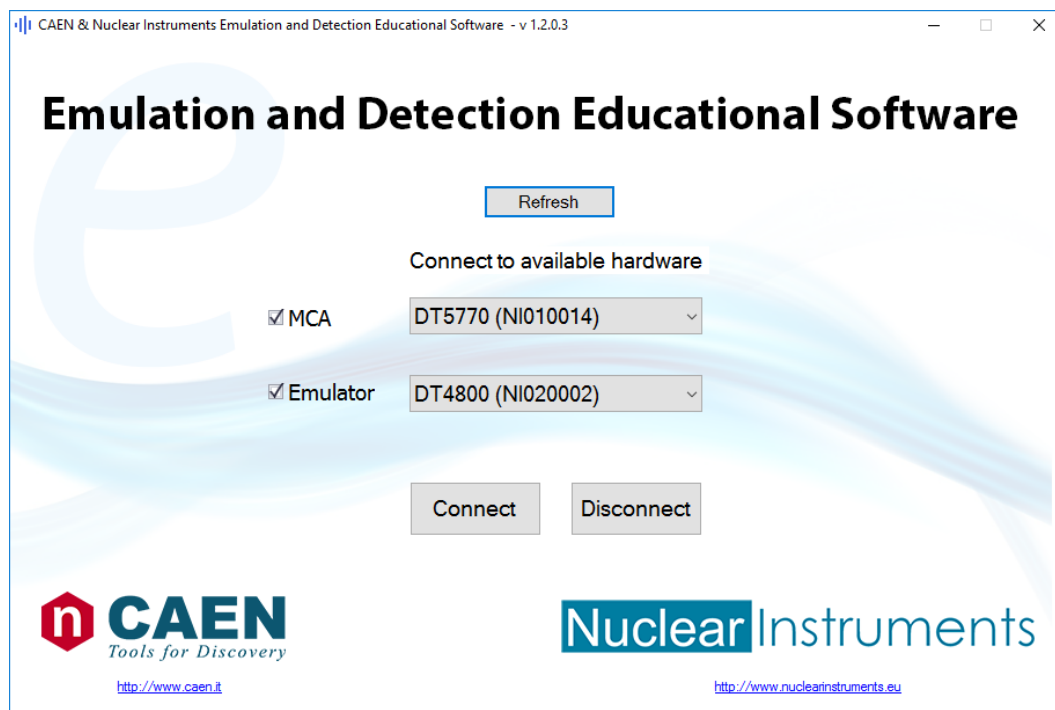 CAEN & Nuclear Instruments Emulation and Detection Educational Software - v 1.2.0.3
Emulation and Detection Educational Software
Refresh
Connect to available hardware
MCA
DT5770 (NI010014)
Emulator
DT4800 (NI020002)
Connect
Disconnect
n CAEN
Tools for Discovery
Nuclear Instruments
http://www.caen.it
http://www.nuclearinstruments.eu